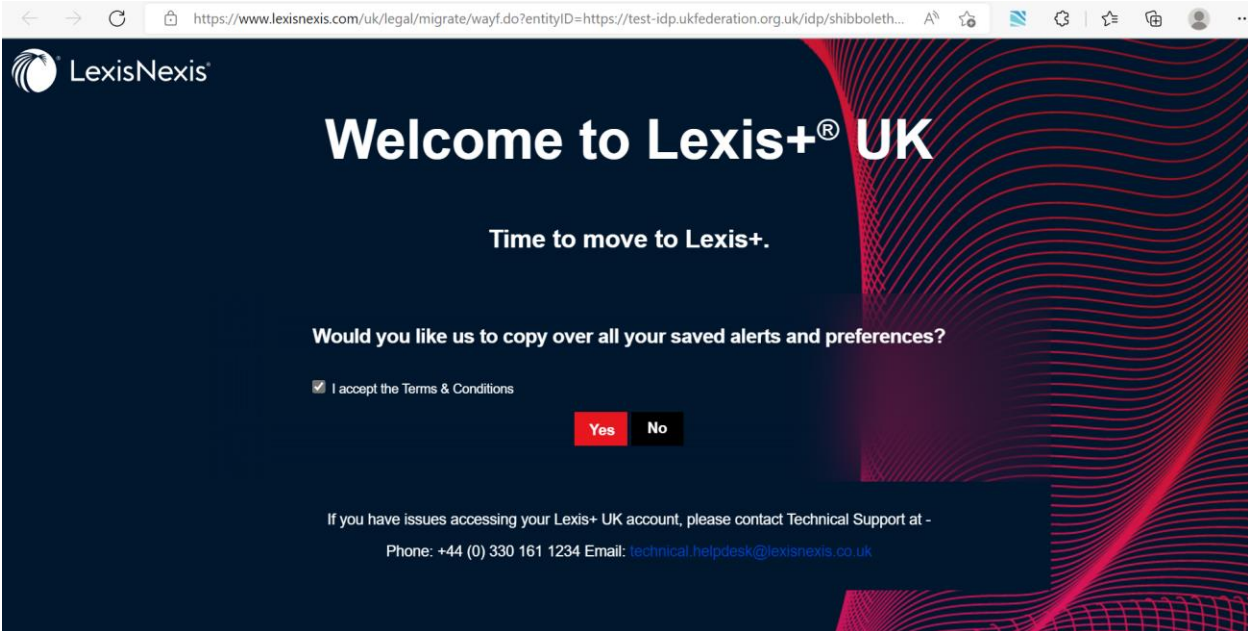 https://www.lexisnexis.com/uk/legal/migrate/wayf.do?entityID=https://test-idp.ukfederation.org.uk/idp/shibboleth...
LexisNexis®
Welcome to Lexis+® UK
Time to move to Lexis+.
Would you like us to copy over all your saved alerts and preferences?
I accept the Terms & Conditions
Yes No
If you have issues accessing your Lexis+ UK account, please contact Technical Support at -
Phone: +44 (0) 330 161 1234 Email: technical.helpdesk@lexisnexis.co.uk